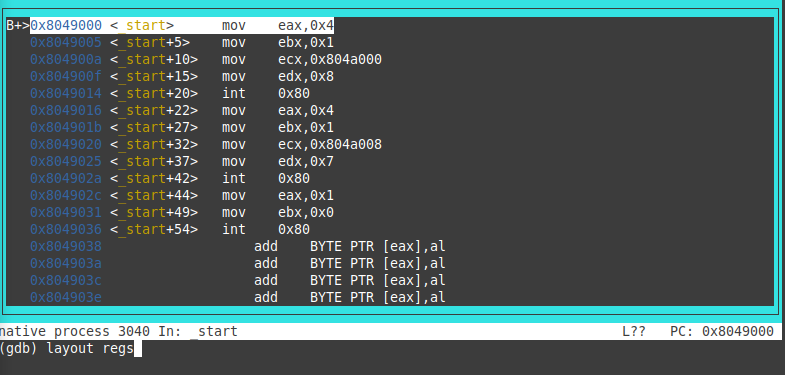 B+>0x8049000 <_start> mov eax,0x4
0x8049005 <_start+5> mov ebx,0x1
0x804900a <_start+10> mov ecx,0x804a000
0x804900f <_start+15> mov edx,0x8
0x8049014 <_start+20> int 0x80
0x8049016 <_start+22> mov eax,0x4
0x804901b <_start+27> mov ebx,0x1
0x8049020 <_start+32> mov ecx,0x804a008
0x8049025 <_start+37> mov edx,0x7
0x804902a <_start+42> int 0x80
0x804902c <_start+44> mov eax,0x1
0x8049031 <_start+49> mov ebx,0x0
0x8049036 <_start+54> int 0x80
0x8049038 add BYTE PTR [eax],al
0x804903a add BYTE PTR [eax],al
0x804903c add BYTE PTR [eax],al
0x804903e add BYTE PTR [eax],al
native process 3040 In: _start L?? PC: 0x8049000
(gdb) layout regs